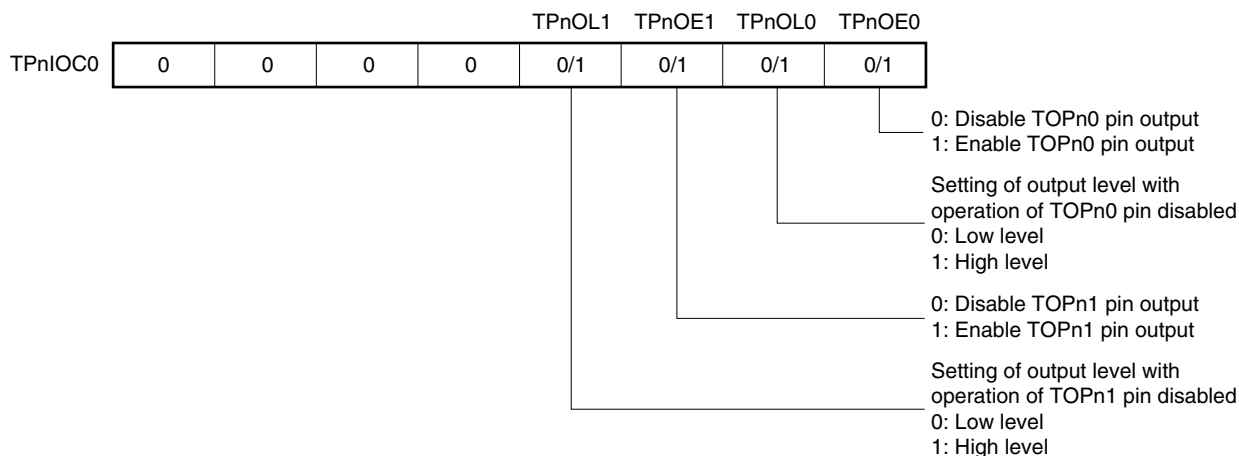 TPnOL1 TPnOE1 TPnOL0 TPnOE0
TPnIOC0 0 0 0 0 0/1 0/1 0/1 0/1
0: Disable TOPn0 pin output
1: Enable TOPn0 pin output
Setting of output level with
operation of TOPn0 pin disabled
0: Low level
1: High level
0: Disable TOPn1 pin output
1: Enable TOPn1 pin output
Setting of output level with
operation of TOPn1 pin disabled
0: Low level
1: High level